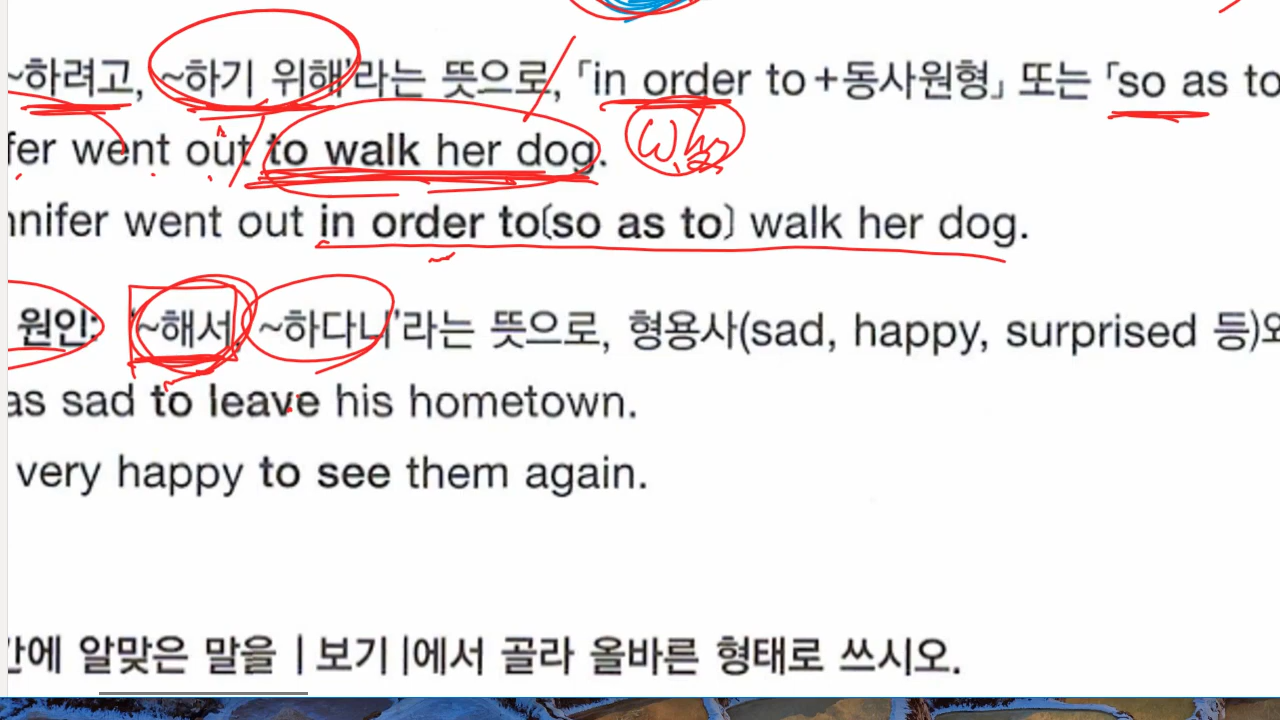 ~하려고, ~하기 위해'라는 뜻으로, 「in order to+동사원형」 또는 「so as to
fer went out to walk her dog. Why
nnifer went out in order to(so as to) walk her dog.
원인: '~해서, ~하다니'라는 뜻으로, 형용사(sad, happy, surprised 등)와
as sad to leave his hometown.
very happy to see them again.
간에 알맞은 말을 | 보기 |에서 골라 올바른 형태로 쓰시오.